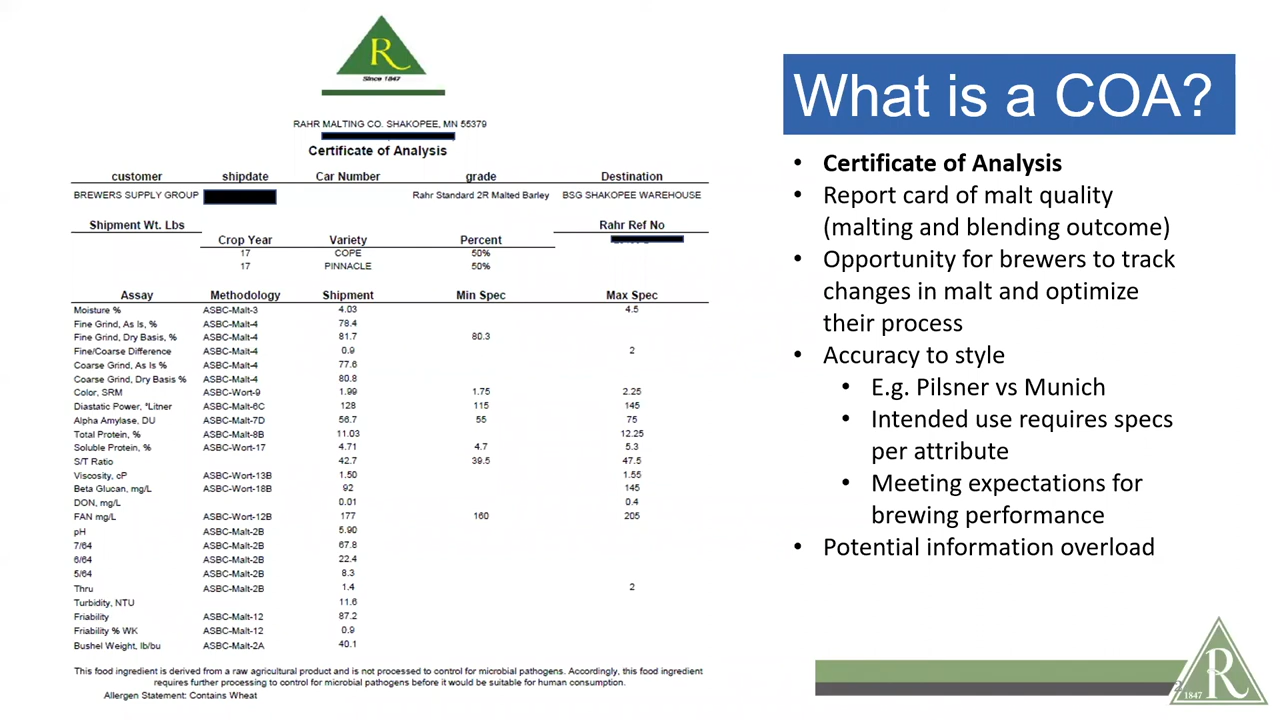 R
Since 1847
RAHR MALTING CO. SHAKOPEE, MN 55379
Certificate of Analysis
customer shipdate Car Number grade Destination
BREWERS SUPPLY GROUP Rahr Standard 2R Malted Barley BSG SHAKOPEE WAREHOUSE
Shipment Wt. Lbs Rahr Ref No
Crop Year Variety Percent
17 COPE 50%
17 PINNACLE 50%
Assay Methodology Shipment Min Spec Max Spec
Moisture % ASBC-Malt-3 4.03 4.5
Fine Grind, As Is, % ASBC-Malt-4 78.4
Fine Grind, Dry Basis, % ASBC-Malt-4 81.7 80.3
Fine/Coarse Difference ASBC-Malt-4 0.9 2
Coarse Grind, As Is % ASBC-Malt-4 77.6
Coarse Grind, Dry Basis % ASBC-Malt-4 80.8
Color, SRM ASBC-Wort-9 1.99 1.75 2.25
Diastatic Power, °Litner ASBC-Malt-6C 128 115 145
Alpha Amylase, DU ASBC-Malt-7D 56.7 55 75
Total Protein, % ASBC-Malt-8B 11.03 12.25
Soluble Protein, % ASBC-Wort-17 4.71 4.7 5.3
S/T Ratio 42.7 39.5 47.5
Viscosity, cP ASBC-Wort-13B 1.50 1.55
Beta Glucan, mg/L ASBC-Wort-18B 92 145
DON, mg/L 0.01 0.4
FAN mg/L ASBC-Wort-12B 177 160 205
pH ASBC-Malt-2B 5.90
7/64 ASBC-Malt-2B 67.8
6/64 ASBC-Malt-2B 22.4
5/64 ASBC-Malt-2B 8.3
Thru ASBC-Malt-2B 1.4 2
Turbidity, NTU 11.6
Friability ASBC-Malt-12 87.2
Friability % WK ASBC-Malt-12 0.9
Bushel Weight, lb/bu ASBC-Malt-2A 40.1
This food ingredient is derived from a raw agricultural product and is not processed to control for microbial pathogens. Accordingly, this food ingredient
requires further processing to control for microbial pathogens before it would be suitable for human consumption.
Allergen Statement: Contains Wheat
What is a COA?
• Certificate of Analysis
• Report card of malt quality
(malting and blending outcome)
• Opportunity for brewers to track
changes in malt and optimize
their process
• Accuracy to style
• E.g. Pilsner vs Munich
• Intended use requires specs
per attribute
• Meeting expectations for
brewing performance
• Potential information overload
1847 R